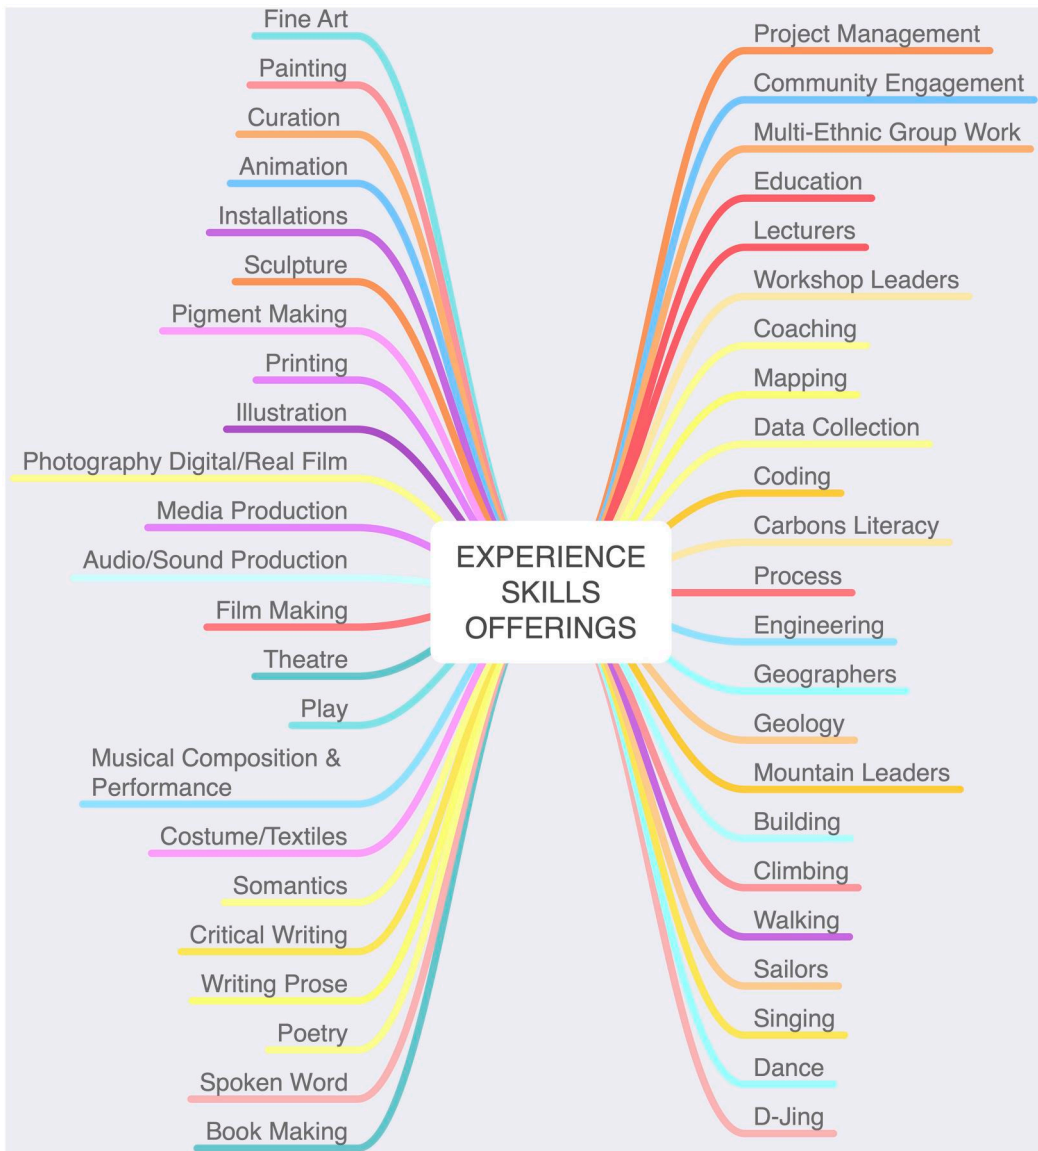 Fine Art
Painting
Curation
Animation
Installations
Sculpture
Pigment Making
Printing
Illustration
Photography Digital/Real Film
Media Production
Audio/Sound Production
Film Making
Theatre
Play
Musical Composition &
Performance
Costume/Textiles
Somantics
Critical Writing
Writing Prose
Poetry
Spoken Word
Book Making
EXPERIENCE
SKILLS
OFFERINGS
Project Management
Community Engagement
Multi-Ethnic Group Work
Education
Lecturers
Workshop Leaders
Coaching
Mapping
Data Collection
Coding
Carbons Literacy
Process
Engineering
Geographers
Geology
Mountain Leaders
Building
Climbing
Walking
Sailors
Singing
Dance
D-Jing